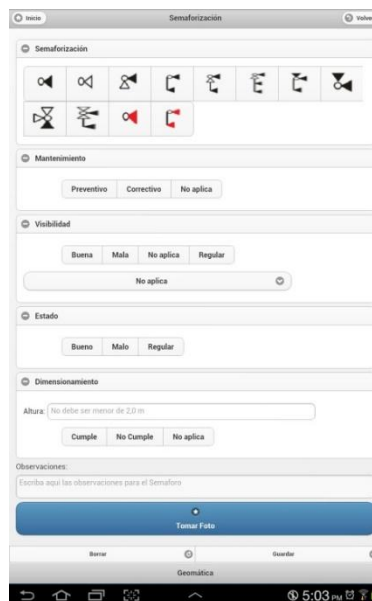 Inicio Semaforización Volve
Semaforización
Mantenimiento
Preventivo Correctivo No aplica
Visibilidad
Buena Mala No aplica Regular
No aplica
Estado
Bueno Malo Regular
Dimensionamiento
Altura: No debe ser menor de 2,0 m
Cumple No Cumple No aplica
Observaciones:
Escriba aqui las observaciones para el Semaforo
Tomar Foto
Borrar Guardar
Geomática
5:03 PM